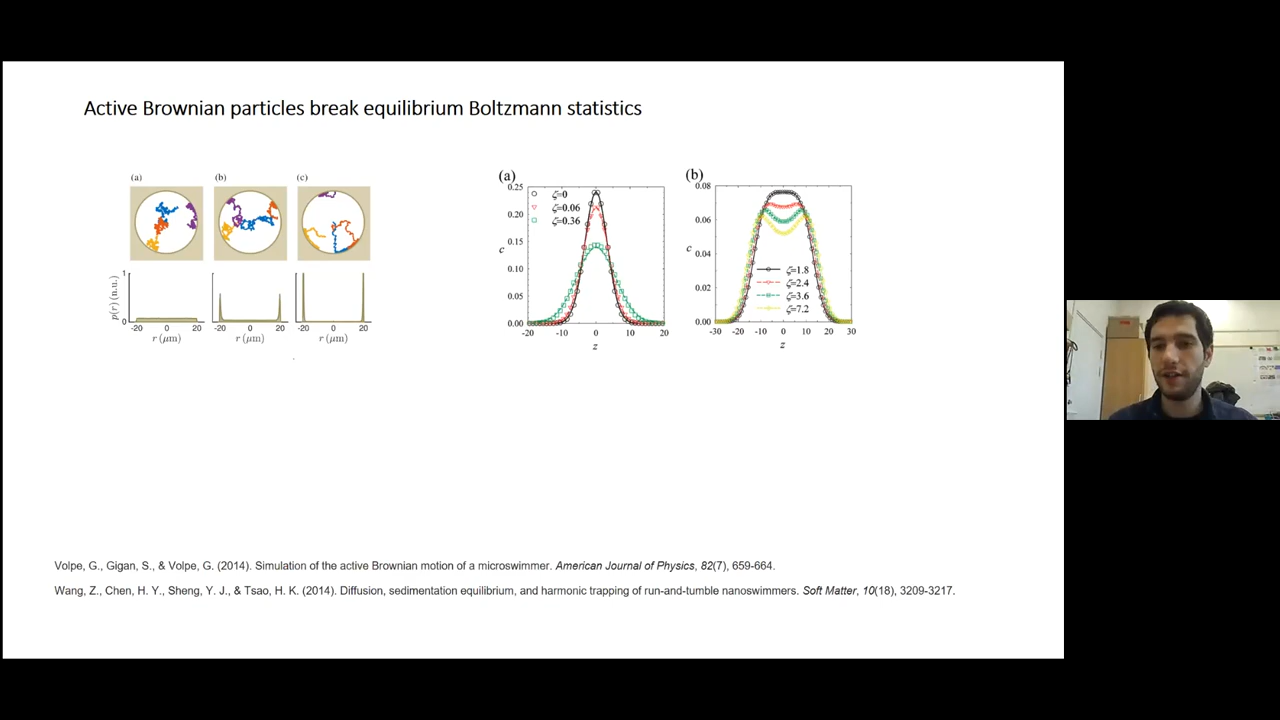 Active Brownian particles break equilibrium Boltzmann statistics
(a) (b) (c)
1
p(r) (n.u.)
0
-20 0 20 -20 0 20 -20 0 20
r (μm) r (μm) r (μm)
(a)
0.25
0.20
0.15
c
0.10
0.05
0.00
ζ=0
ζ=0.06
ζ=0.36
-20 -10 0 10 20
z
(b)
0.08
0.06
c
0.04
0.02
0.00
ζ=1.8
ζ=2.4
ζ=3.6
ζ=7.2
-30 -20 -10 0 10 20 30
z
Volpe, G., Gigan, S., & Volpe, G. (2014). Simulation of the active Brownian motion of a microswimmer. American Journal of Physics, 82(7), 659-664.
Wang, Z., Chen, H. Y., Sheng, Y. J., & Tsao, H. K. (2014). Diffusion, sedimentation equilibrium, and harmonic trapping of run-and-tumble nanoswimmers. Soft Matter, 10(18), 3209-3217.